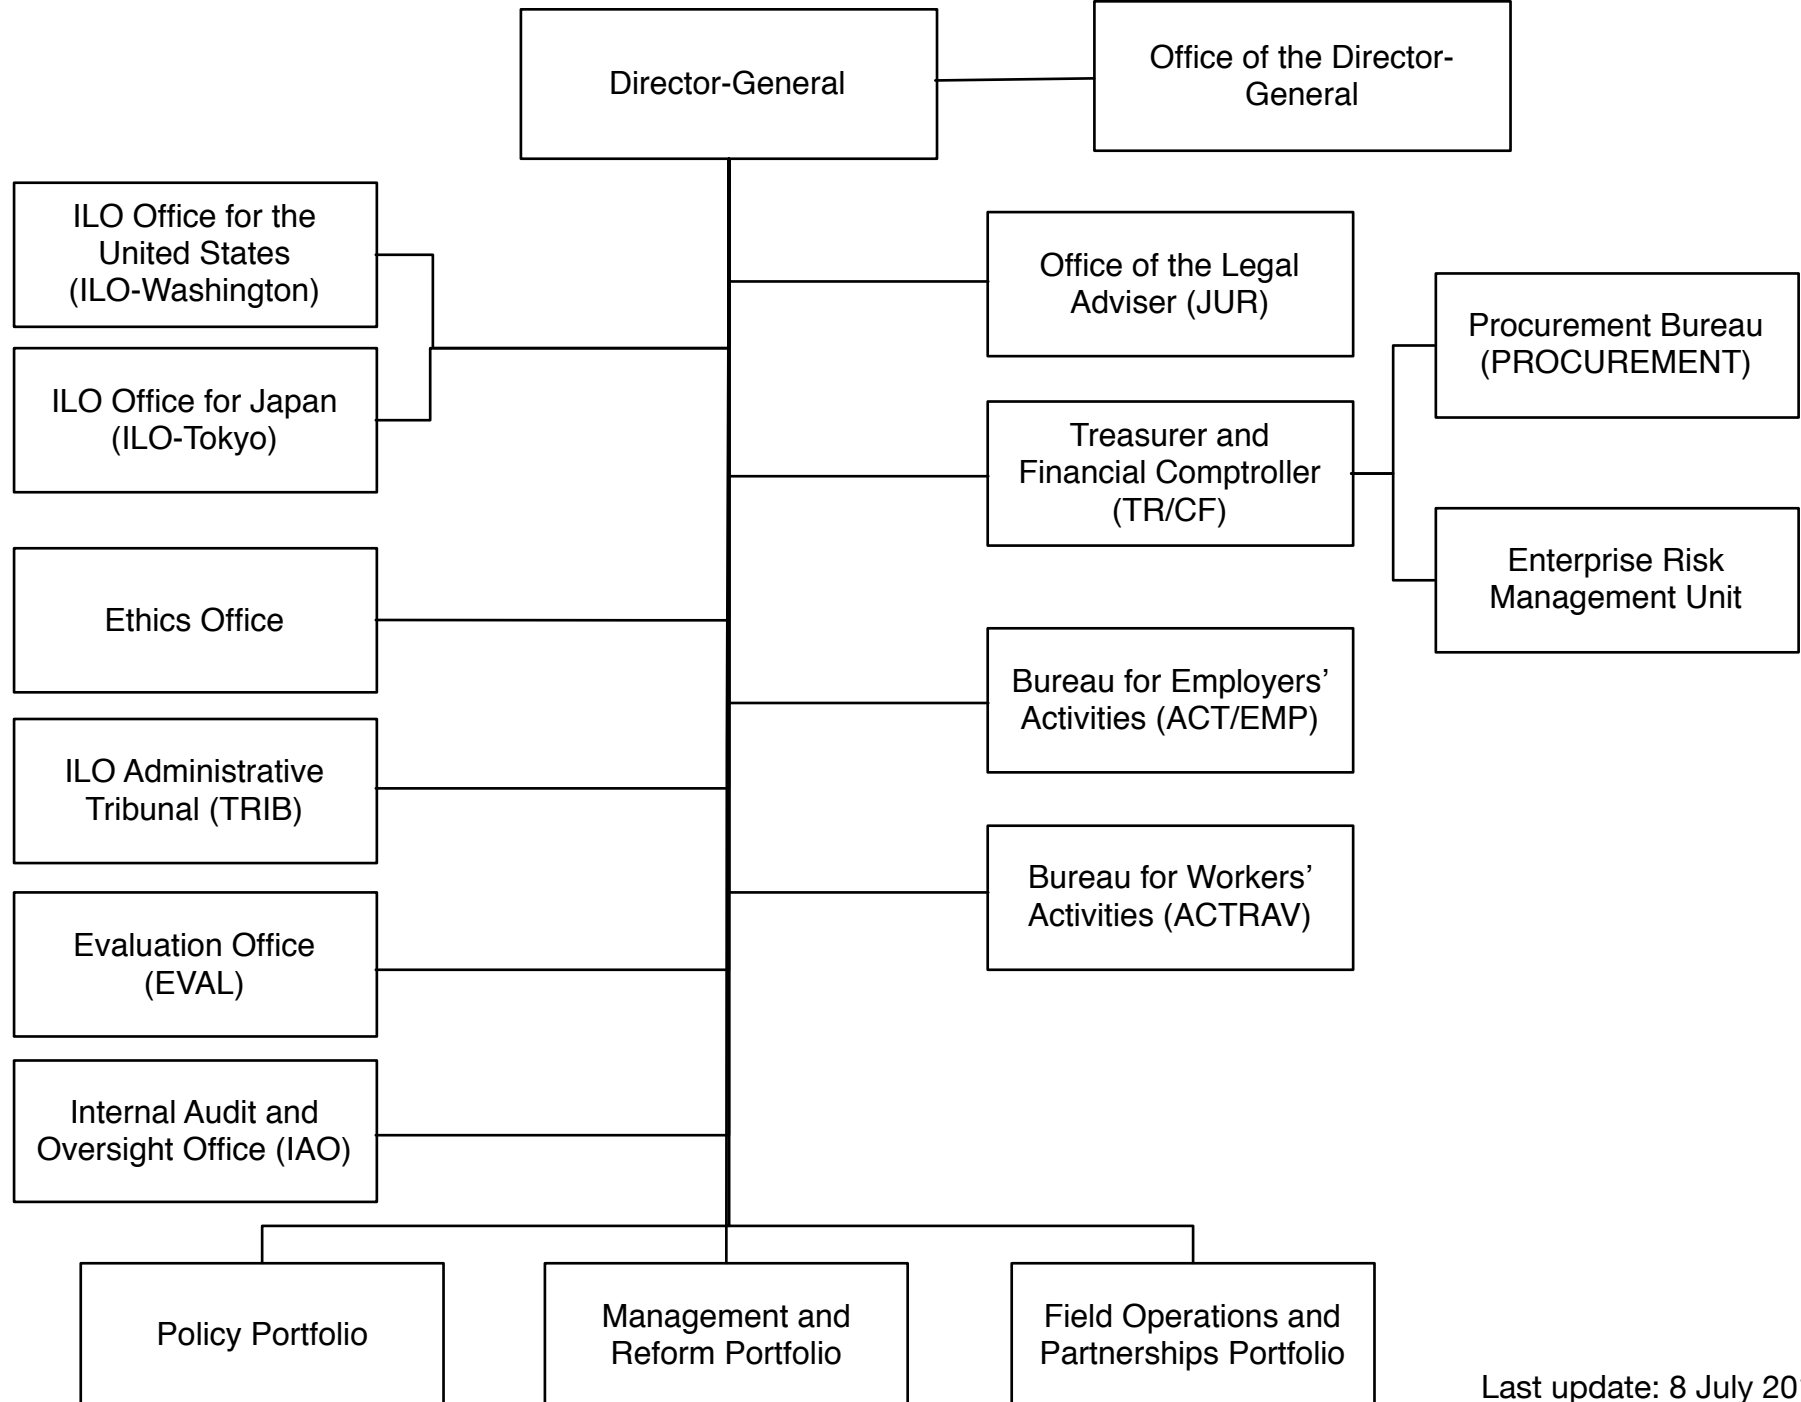 Director-General
Office of the Director-
General
ILO Office for the
United States
(ILO-Washington)
Office of the Legal
Adviser (JUR)
Procurement Bureau
(PROCUREMENT)
ILO Office for Japan
(ILO-Tokyo)
Treasurer and
Financial Comptroller
(TR/CF)
Enterprise Risk
Management Unit
Ethics Office
Bureau for Employers’
Activities (ACT/EMP)
ILO Administrative
Tribunal (TRIB)
Bureau for Workers’
Activities (ACTRAV)
Evaluation Office
(EVAL)
Internal Audit and
Oversight Office (IAO)
Policy Portfolio
Management and
Reform Portfolio
Field Operations and
Partnerships Portfolio
Last update: 8 July